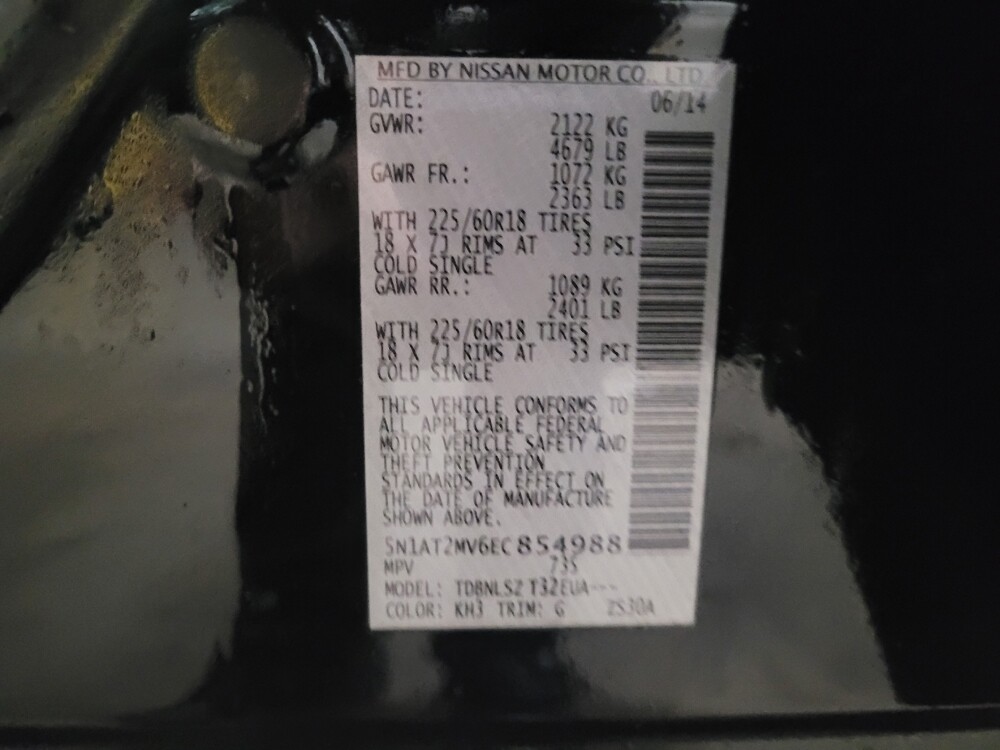 MFD BY NISSAN MOTOR CO., LTD.
DATE: 06/14
GVWR: 2122 KG
4679 LB
GAWR FR.: 1072 KG
2363 LB
WITH 225/60R18 TIRES
18 X 7J RIMS AT 33 PSI
COLD SINGLE
GAWR RR.: 1089 KG
2401 LB
WITH 225/60R18 TIRES
18 X 7J RIMS AT 33 PSI
COLD SINGLE
THIS VEHICLE CONFORMS TO
ALL APPLICABLE FEDERAL
MOTOR VEHICLE SAFETY AND
THEFT PREVENTION
STANDARDS IN EFFECT ON
THE DATE OF MANUFACTURE
SHOWN ABOVE.
5N1AT2MV6EC854988
MPV 735
MODEL: TDBNLSZ T32EUA---
COLOR: KH3 TRIM: G ZS30A